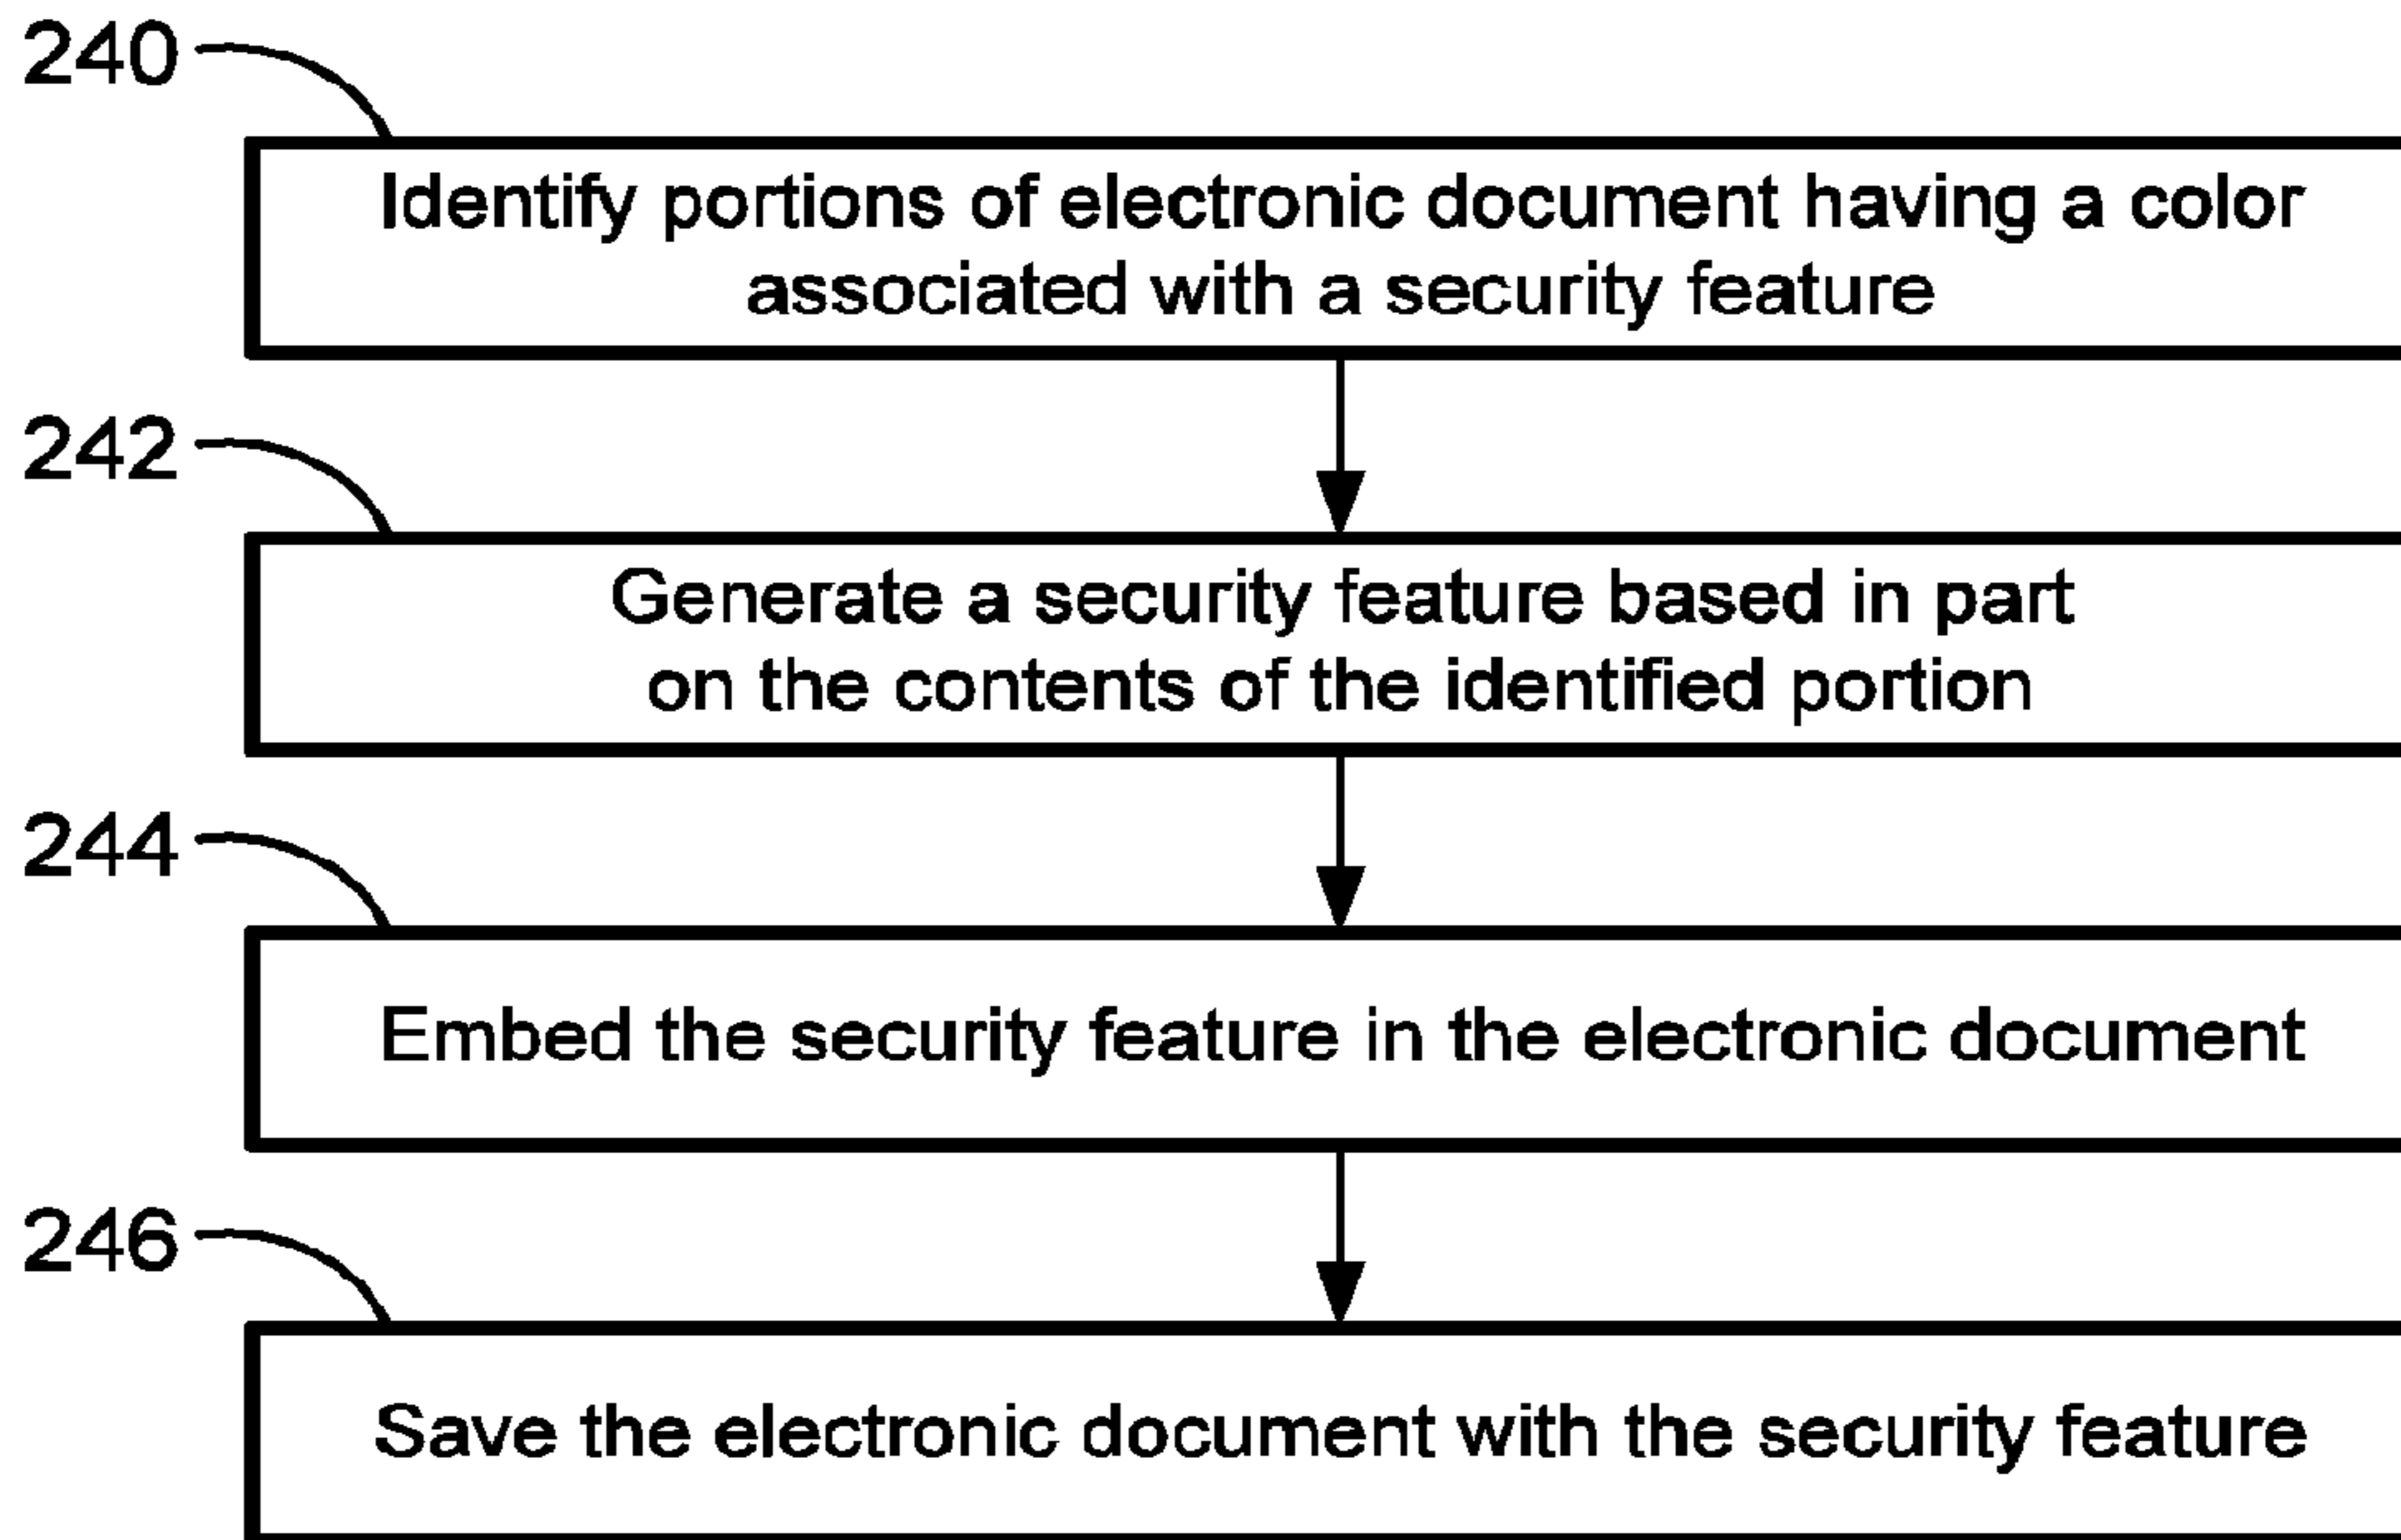 240
Identify portions of electronic document having a color
associated with a security feature
242
Generate a security feature based in part
on the contents of the identified portion
244
Embed the security feature in the electronic document
246
Save the electronic document with the security feature